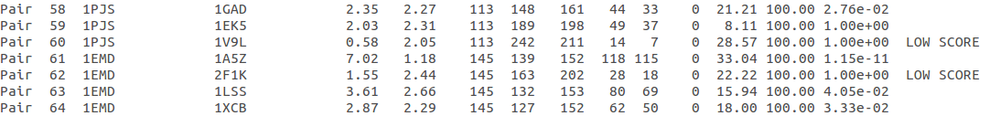 Pair 58 1PJS 1GAD 2.35 2.27 113 148 161 44 33 0 21.21 100.00 2.76e-02
Pair 59 1PJS 1EK5 2.03 2.31 113 189 198 49 37 0 8.11 100.00 1.00e+00
Pair 60 1PJS 1V9L 0.58 2.05 113 242 211 14 7 0 28.57 100.00 1.00e+00 LOW SCORE
Pair 61 1EMD 1A5Z 7.02 1.18 145 139 152 118 115 0 33.04 100.00 1.15e-11
Pair 62 1EMD 2F1K 1.55 2.44 145 163 202 28 18 0 22.22 100.00 1.00e+00 LOW SCORE
Pair 63 1EMD 1LSS 3.61 2.66 145 132 153 80 69 0 15.94 100.00 4.05e-02
Pair 64 1EMD 1XCB 2.87 2.29 145 127 152 62 50 0 18.00 100.00 3.33e-02